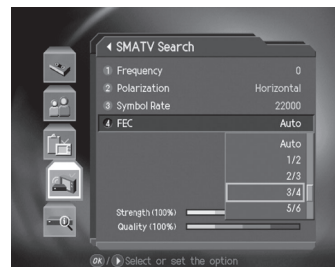 SMATV Search
1 Frequency 0
2 Polarization Horizontal
3 Symbol Rate 22000
4 FEC Auto
Auto
1/2
2/3
3/4
5/6
Strength (100%)
Quality (100%)
OK / Select or set the option